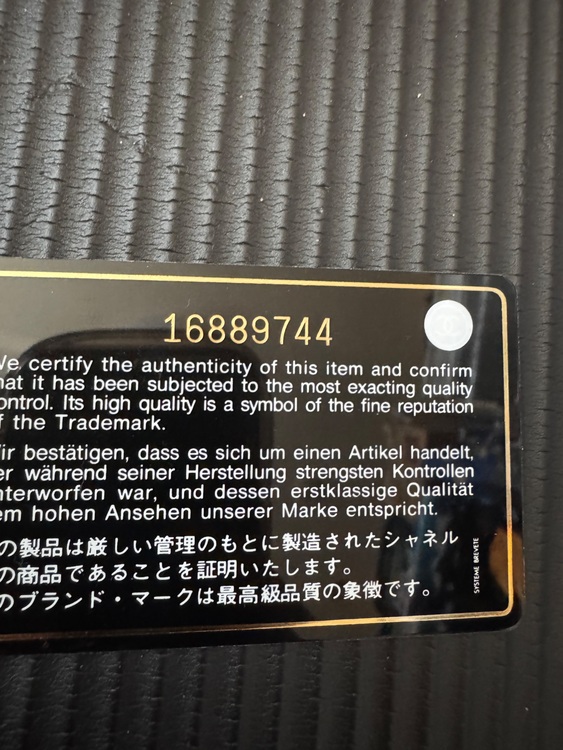 16889744
We certify the authenticity of this item and confirm
hat it has been subjected to the most exacting quality
ontrol. Its high quality is a symbol of the fine reputation
f the Trademark.
ir bestätigen, dass es sich um einen Artikel handelt,
er während seiner Herstellung strengsten Kontrollen
nterworfen war, und dessen erstklassige Qualität
em hohen Ansehen unserer Marke entspricht.
の製品は厳しい管理のもとに製造されたシャネル
の商品であることを証明いたします。
のブランド・マークは最高級品質の象徴です。
SYSTEME BREVETE